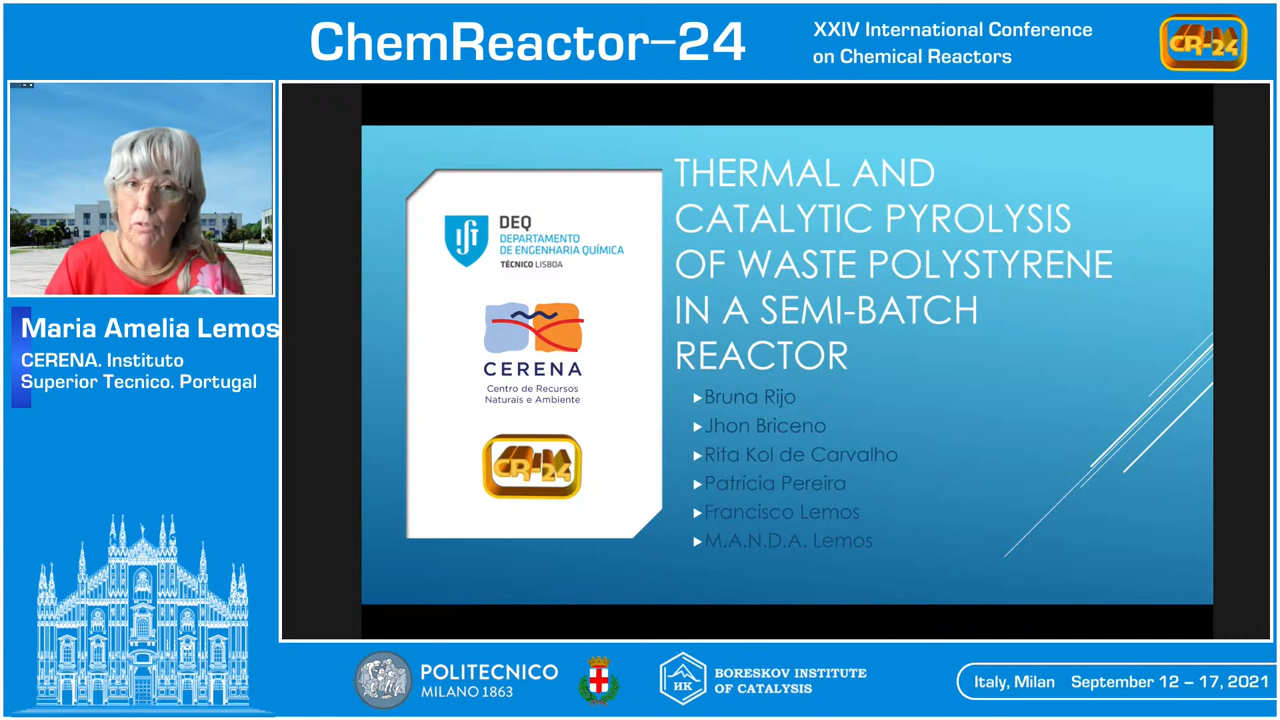 ChemReactor-24
XXIV International Conference
on Chemical Reactors
CR-24
Maria Amelia Lemos
CERENA. Instituto
Superior Tecnico. Portugal
DEQ
DEPARTAMENTO
DE ENGENHARIA QUÍMICA
TÉCNICO LISBOA
CERENA
Centro de Recursos
Naturais e Ambiente
CR-24
THERMAL AND
CATALYTIC PYROLYSIS
OF WASTE POLYSTYRENE
IN A SEMI-BATCH
REACTOR
Bruna Rijo
Jhon Briceno
Rita Kol de Carvalho
Patrícia Pereira
Francisco Lemos
M.A.N.D.A. Lemos
POLITECNICO
MILANO 1863
НК
BORESKOV INSTITUTE
OF CATALYSIS
Italy, Milan September 12 – 17, 2021